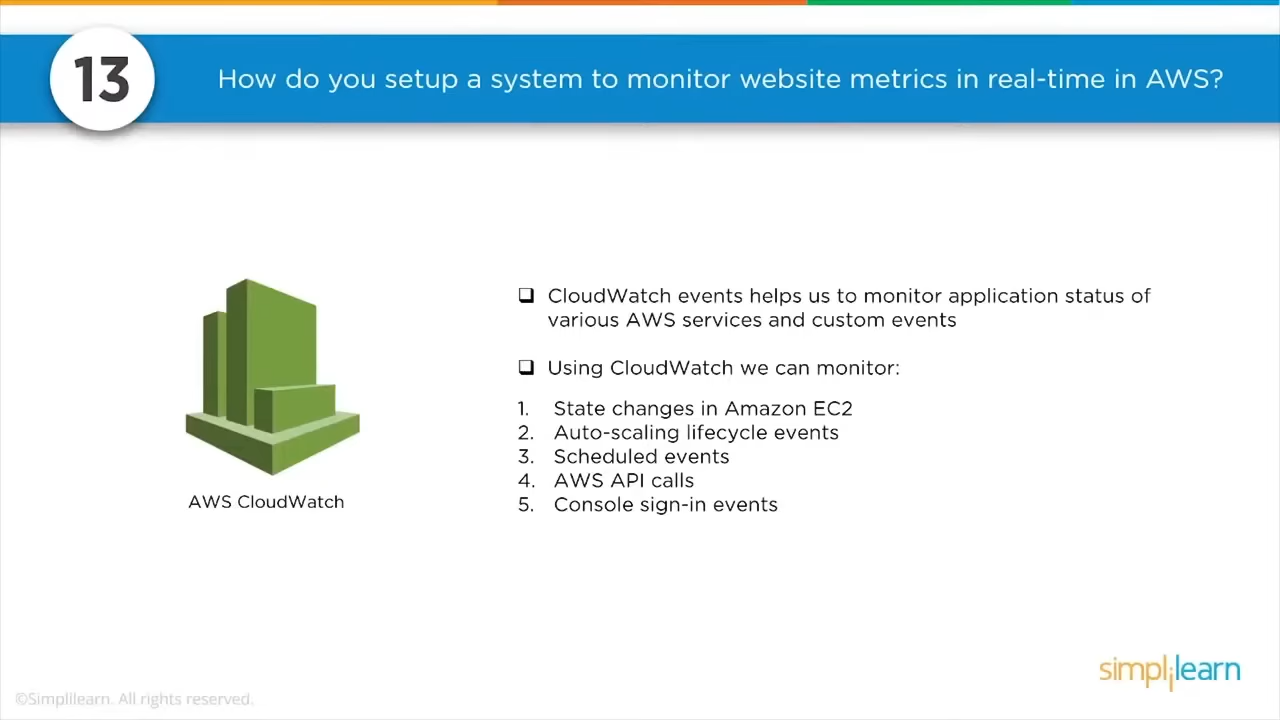 13
How do you setup a system to monitor website metrics in real-time in AWS?
❑ CloudWatch events helps us to monitor application status of
various AWS services and custom events
❑ Using CloudWatch we can monitor:
1. State changes in Amazon EC2
2. Auto-scaling lifecycle events
3. Scheduled events
4. AWS API calls
5. Console sign-in events
AWS CloudWatch
simplilearn
©Simplilearn. All rights reserved.